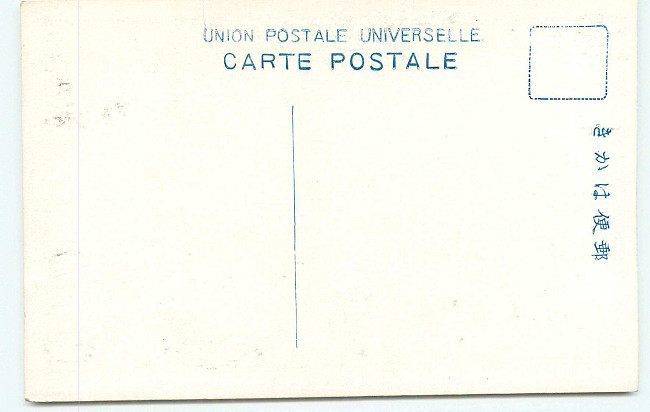 UNION POSTALE UNIVERSELLE.
CARTE POSTALE
郵便はかき